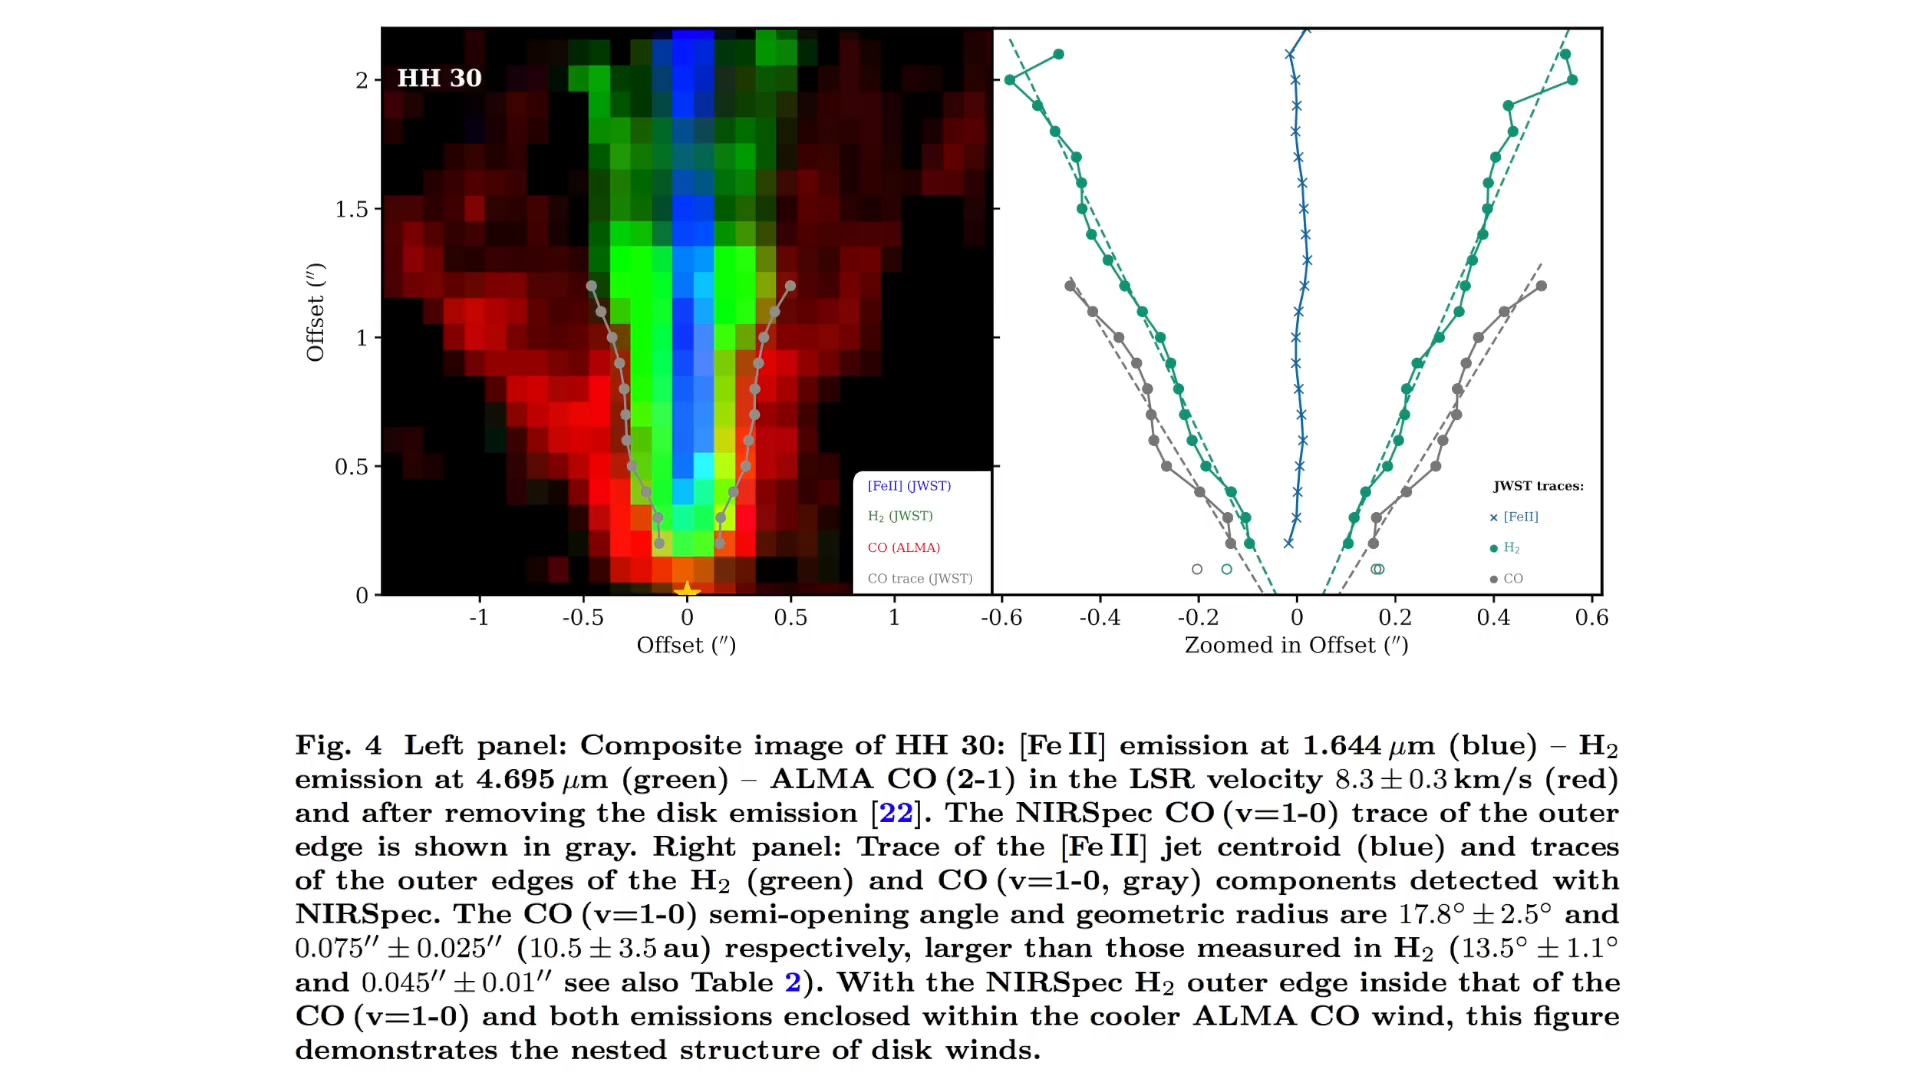 HH 30
2
1.5
1
0.5
0
Offset (″)
-1
-0.5
0
0.5
1
Offset (″)
[FeII] (JWST)
H₂ (JWST)
CO (ALMA)
CO trace (JWST)
-0.6
-0.4
-0.2
0
0.2
0.4
0.6
Zoomed in Offset (″)
JWST traces:
[FeII]
H₂
CO
Fig. 4 Left panel: Composite image of HH 30: [Fe II] emission at 1.644 μm (blue) – H₂
emission at 4.695 μm (green) – ALMA CO (2-1) in the LSR velocity 8.3 ± 0.3 km/s (red)
and after removing the disk emission [22]. The NIRSpec CO (v=1-0) trace of the outer
edge is shown in gray. Right panel: Trace of the [Fe II] jet centroid (blue) and traces
of the outer edges of the H₂ (green) and CO (v=1-0, gray) components detected with
NIRSpec. The CO (v=1-0) semi-opening angle and geometric radius are 17.8° ± 2.5° and
0.075″ ± 0.025″ (10.5 ± 3.5 au) respectively, larger than those measured in H₂ (13.5° ± 1.1°
and 0.045″ ± 0.01″ see also Table 2). With the NIRSpec H₂ outer edge inside that of the
CO (v=1-0) and both emissions enclosed within the cooler ALMA CO wind, this figure
demonstrates the nested structure of disk winds.